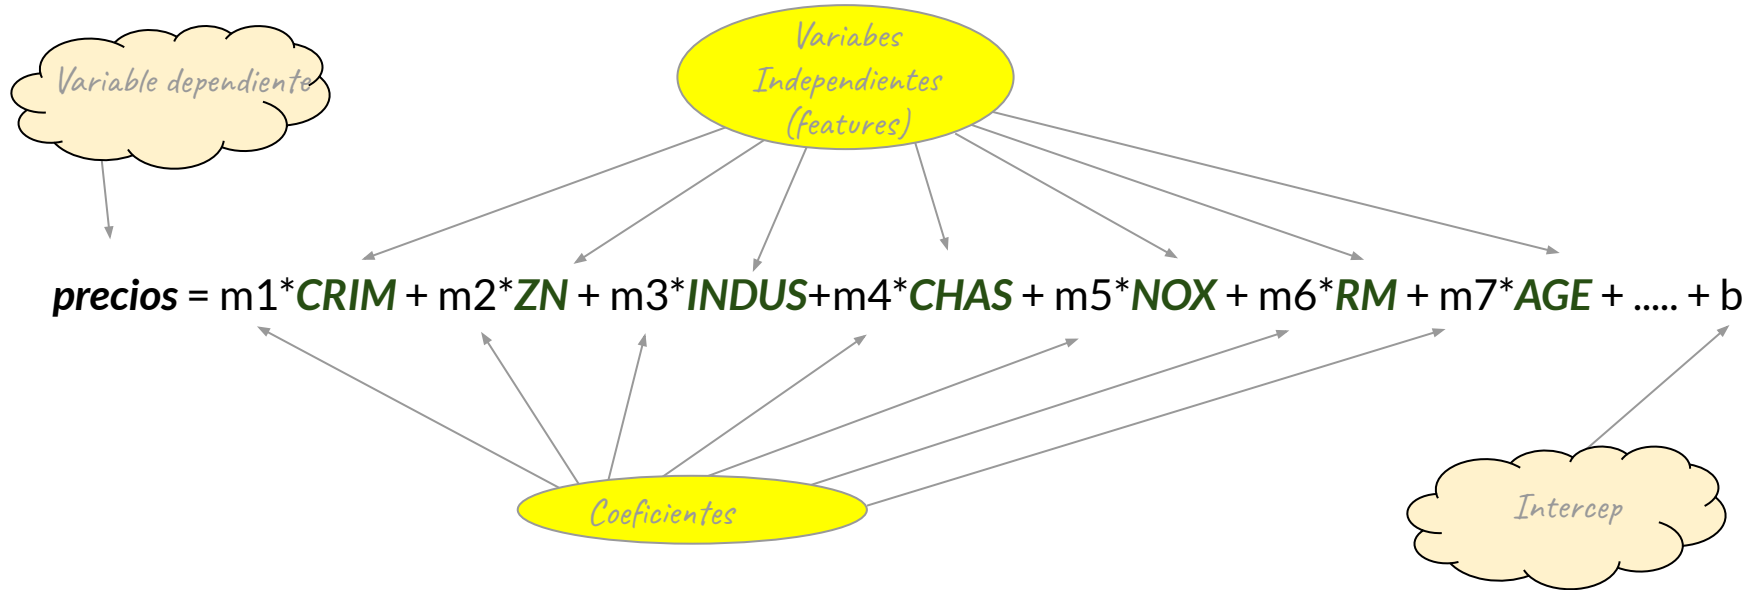 Variable dependiente
Variabes
Independientes
(features)
precios = m1*CRIM + m2*ZN + m3*INDUS+m4*CHAS + m5*NOX + m6*RM + m7*AGE + ..... + b
Coeficientes
Intercep